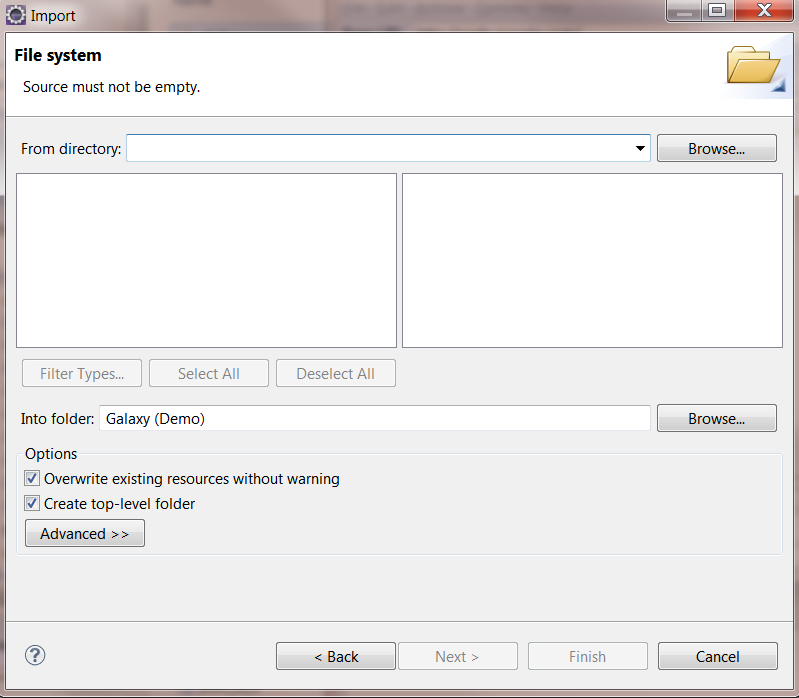 Import
File system
Source must not be empty.
From directory:
Browse...
Filter Types...
Select All
Deselect All
Into folder:
Galaxy (Demo)
Browse...
Options
Overwrite existing resources without warning
Create top-level folder
Advanced >>
?
< Back
Next >
Finish
Cancel